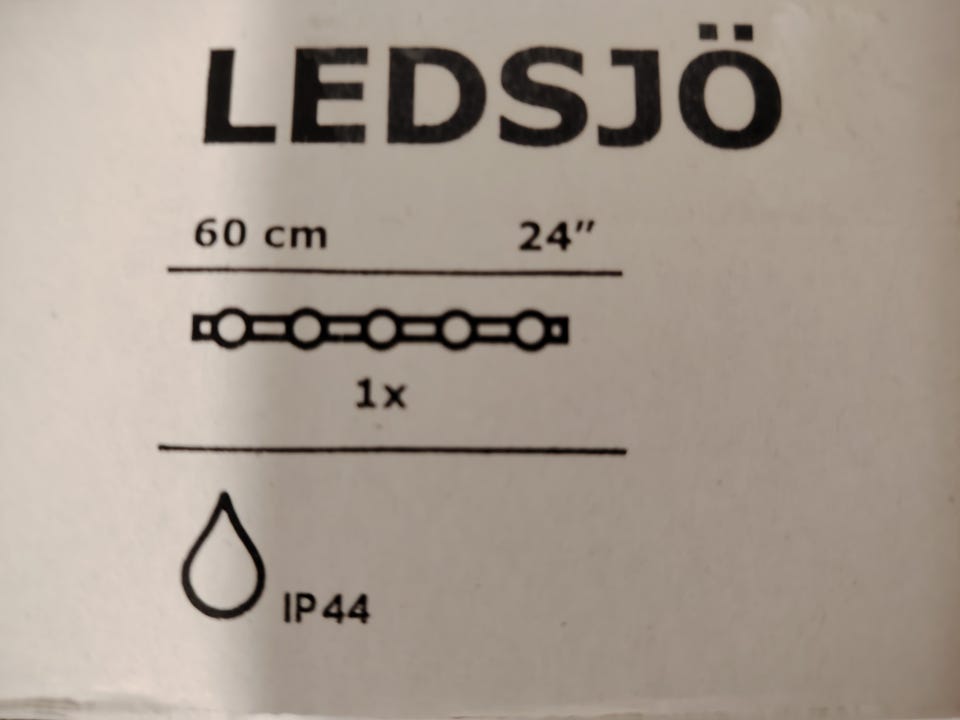 LEDSJÖ
60 cm 24″
1x
IP44